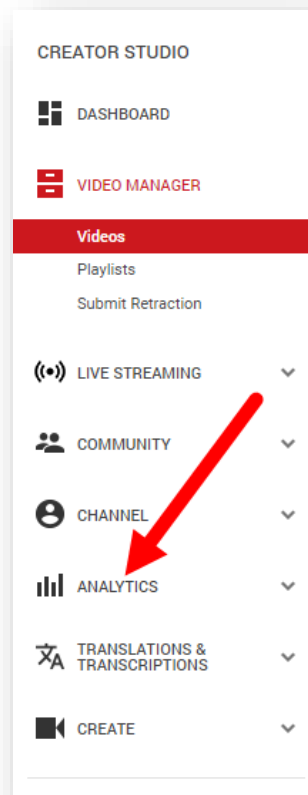 CREATOR STUDIO
DASHBOARD
VIDEO MANAGER
Videos
Playlists
Submit Retraction
LIVE STREAMING
COMMUNITY
CHANNEL
ANALYTICS
TRANSLATIONS &
TRANSCRIPTIONS
CREATE